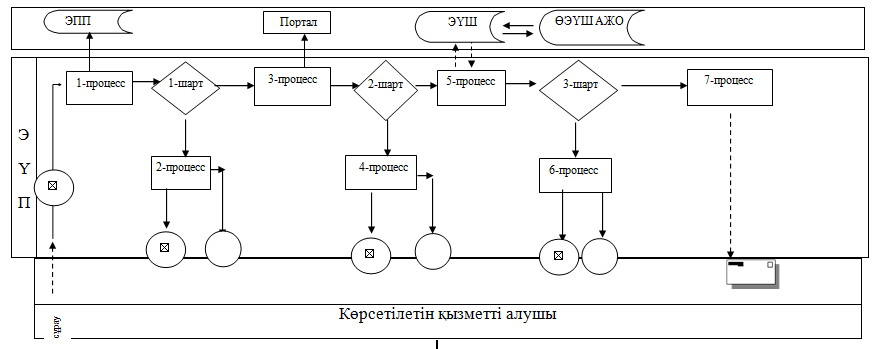 ЭПП
Портал
ЭҮШ
ӨЭҮШ АЖО
1-процесс
1-шарт
3-процесс
2-шарт
5-процесс
3-шарт
7-процесс
Э
Ү
П
2-процесс
4-процесс
6-процесс
сұрау
Көрсетілетін қызметті алушы